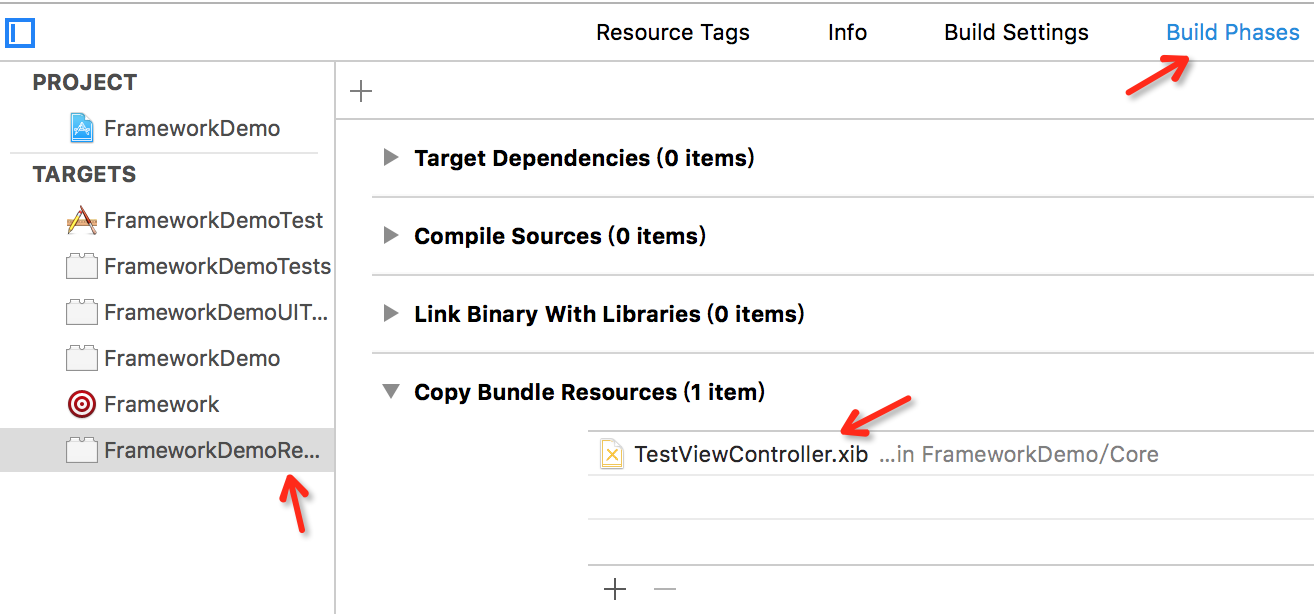 Resource Tags Info Build Settings Build Phases
PROJECT
FrameworkDemo
TARGETS
FrameworkDemoTest
FrameworkDemoTests
FrameworkDemoUIT...
FrameworkDemo
Framework
FrameworkDemoRe...
Target Dependencies (0 items)
Compile Sources (0 items)
Link Binary With Libraries (0 items)
Copy Bundle Resources (1 item)
TestViewController.xib ...in FrameworkDemo/Core